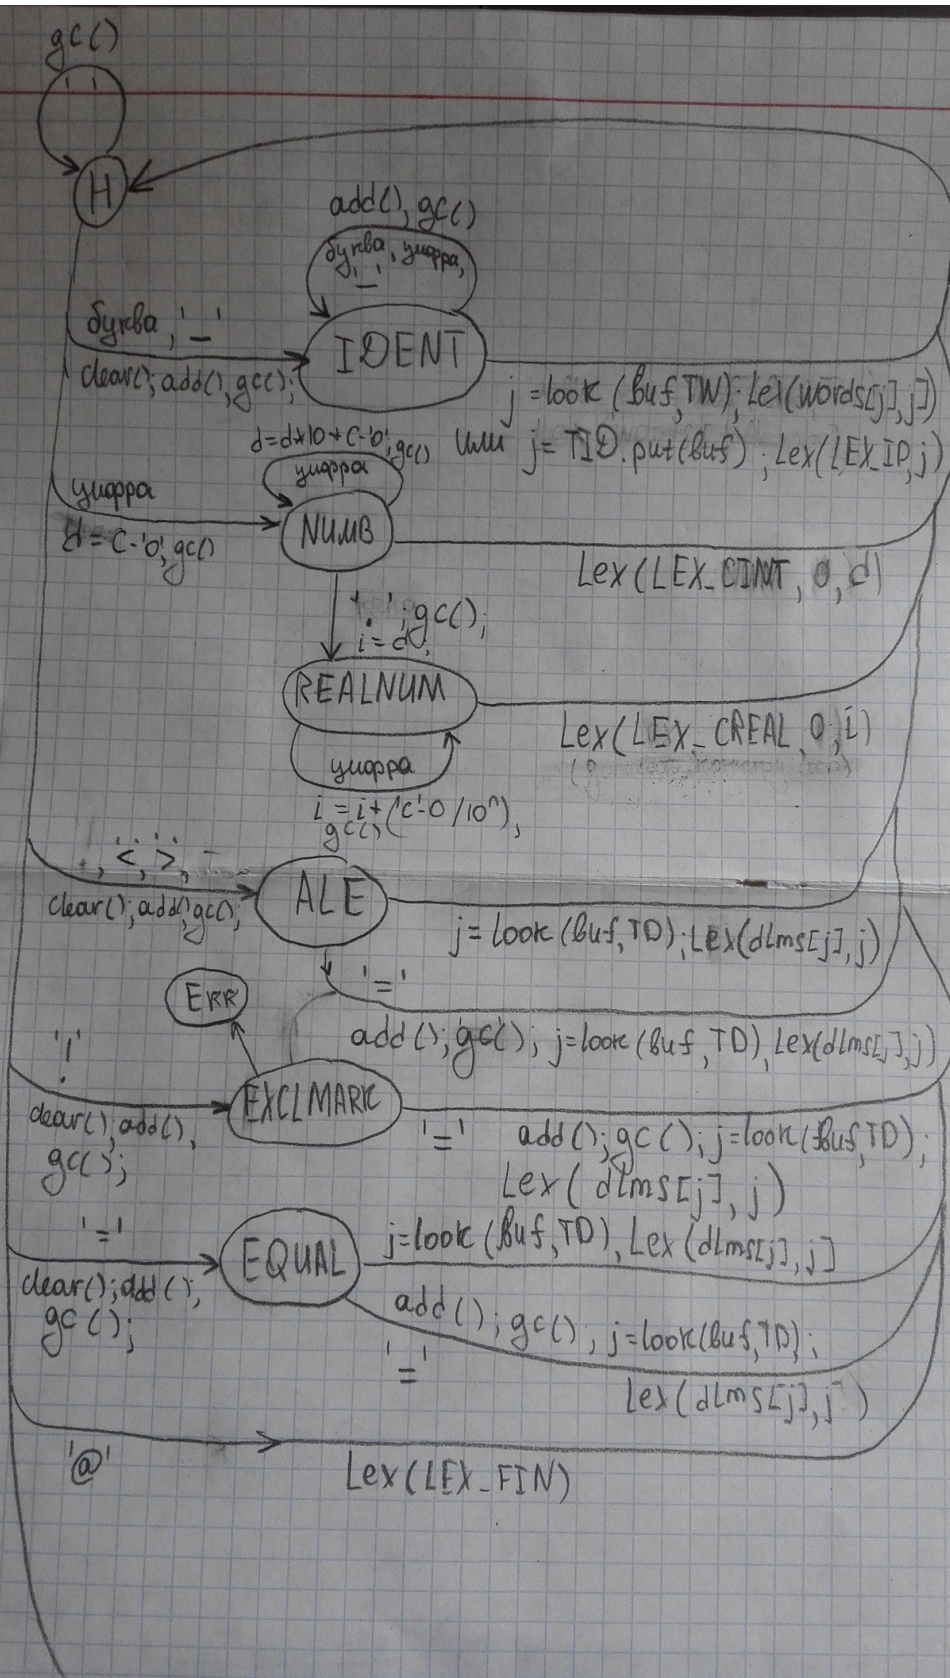 gc()
' '
H
add(), gc()
буква, цифра,
'_'
буква, '_'
IDENT
clear(); add(), gc();
j=look(buf,TW); Lex(words[j],j)
или j=TID.put(buf); Lex(LEX_ID,j)
d=d*10+c-'0'; gc()
цифра
цифра
NUMB
d=c-'0'; gc()
Lex(LEX_CINT, 0, d)
'.'; gc();
i=d;
REALNUM
Lex(LEX_CREAL, 0, i)
цифра
i=i+(c-'0'/10^),
gc()
'<', '>',
ALE
clear(); add(), gc();
j=look(buf,TD); Lex(dlms[j],j)
'='
ERR
add(); gc(); j=look(buf,TD), Lex(dlms[j],j)
'!'
EXCLMARK
clear(); add(),
gc();
'=' add(); gc(); j=look(buf,TD);
Lex(dlms[j], j)
'='
EQUAL
j=look(buf,TD), Lex(dlms[j],j]
clear(); add(),
gc();
add(); gc(), j=look(buf,TD);
'='
Lex(dlms[j],j)
'@'
Lex(LEX_FIN)